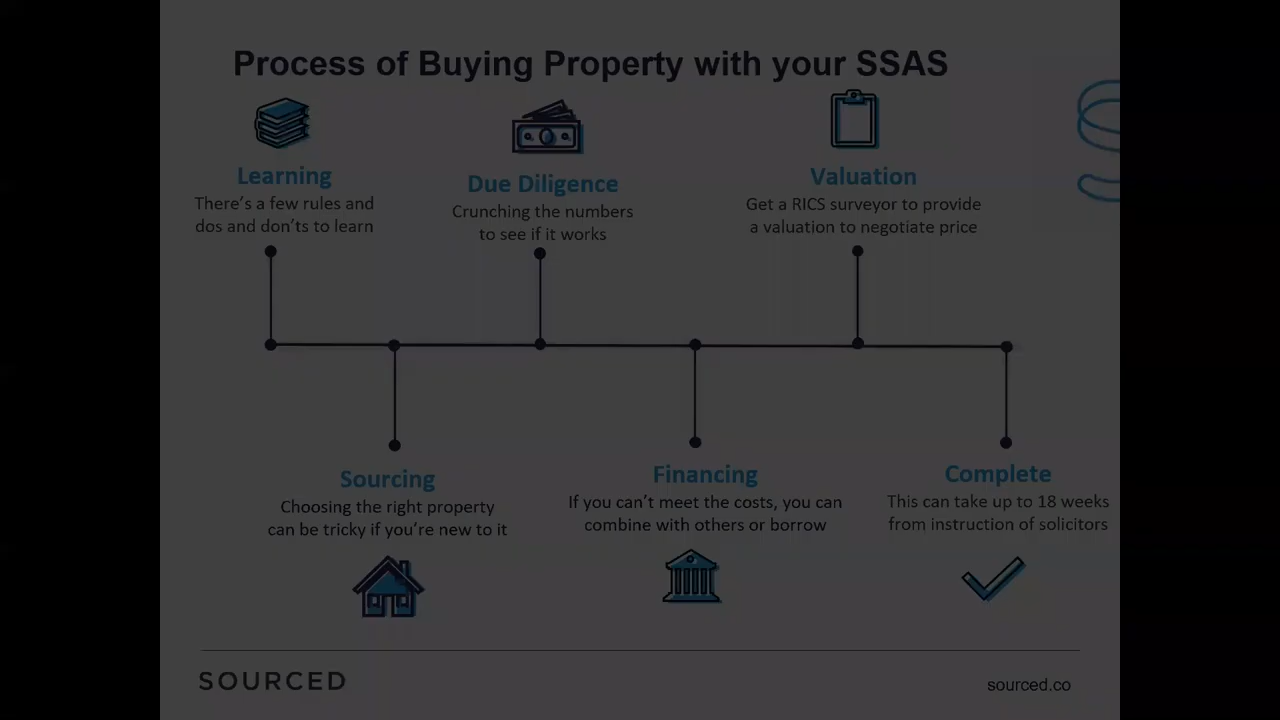 Process of Buying Property with your SSAS
Learning
There's a few rules and
dos and don'ts to learn
Sourcing
Choosing the right property
can be tricky if you're new to it
Due Diligence
Crunching the numbers
to see if it works
Financing
If you can't meet the costs, you can
combine with others or borrow
Valuation
Get a RICS surveyor to provide
a valuation to negotiate price
Complete
This can take up to 18 weeks
from instruction of solicitors
SOURCED
sourced.co